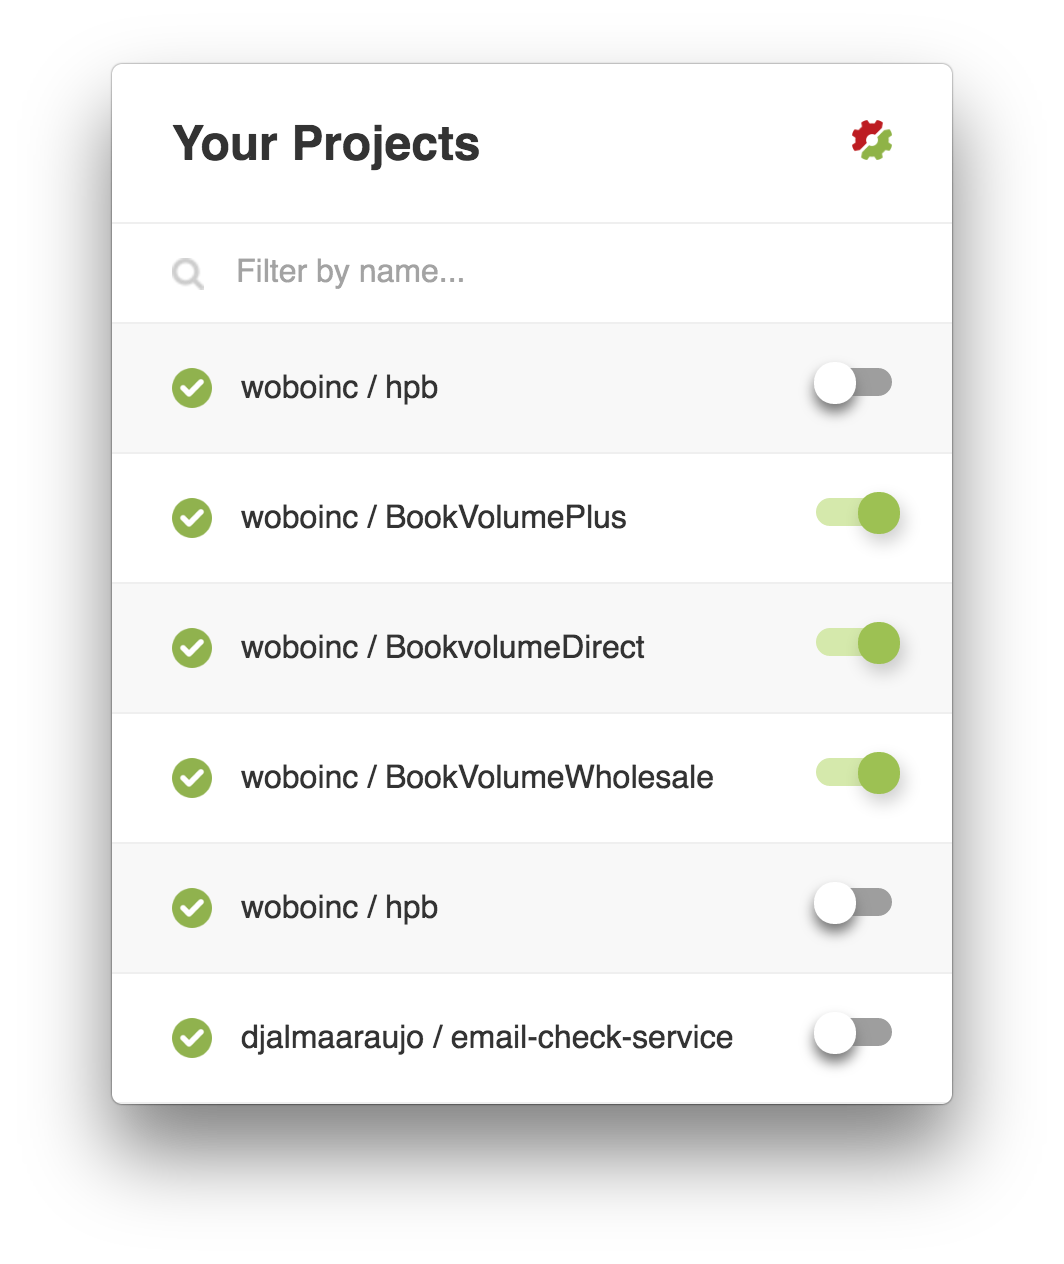 Your Projects
Filter by name...
woboinc / hpb
woboinc / BookVolumePlus
woboinc / BookvolumeDirect
woboinc / BookVolumeWholesale
woboinc / hpb
djalmaaraujo / email-check-service